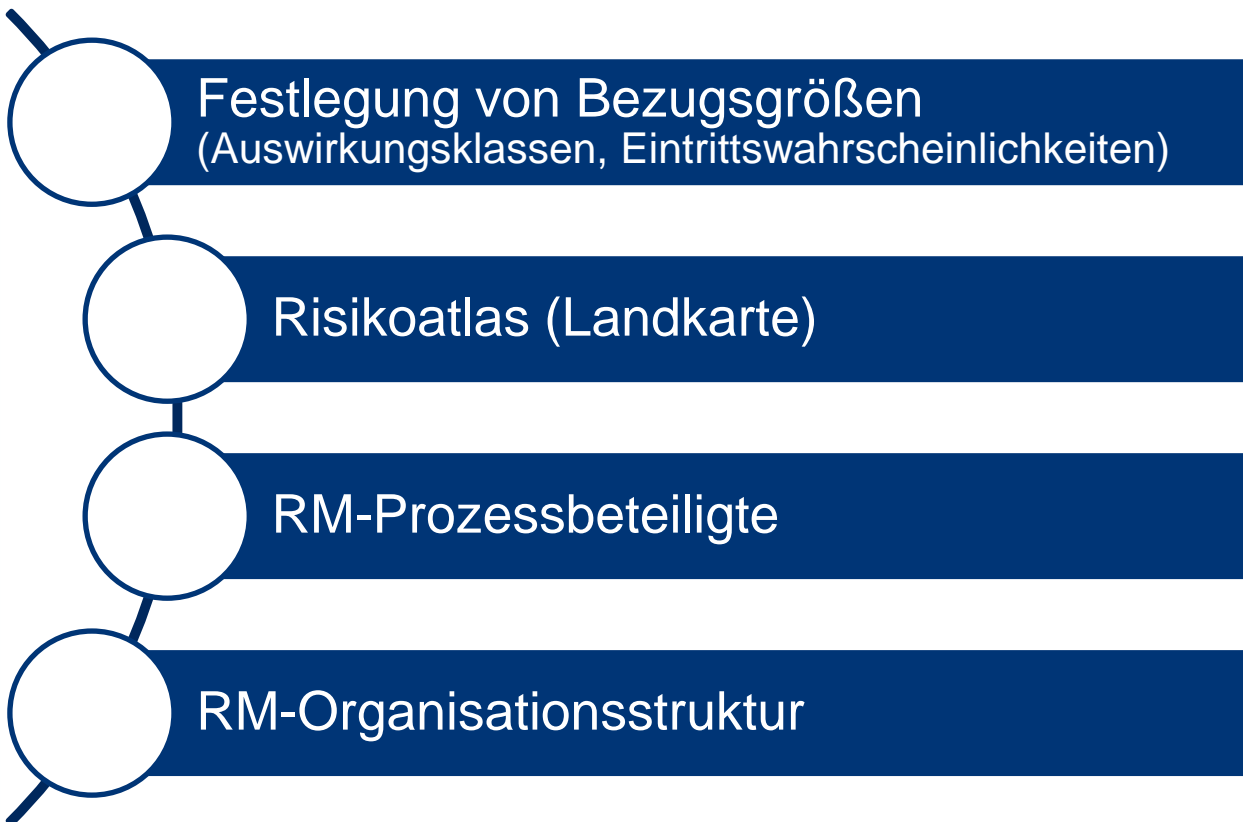 Festlegung von Bezugsgrößen
(Auswirkungsklassen, Eintrittswahrscheinlichkeiten)
Risikoatlas (Landkarte)
RM-Prozessbeteiligte
RM-Organisationsstruktur